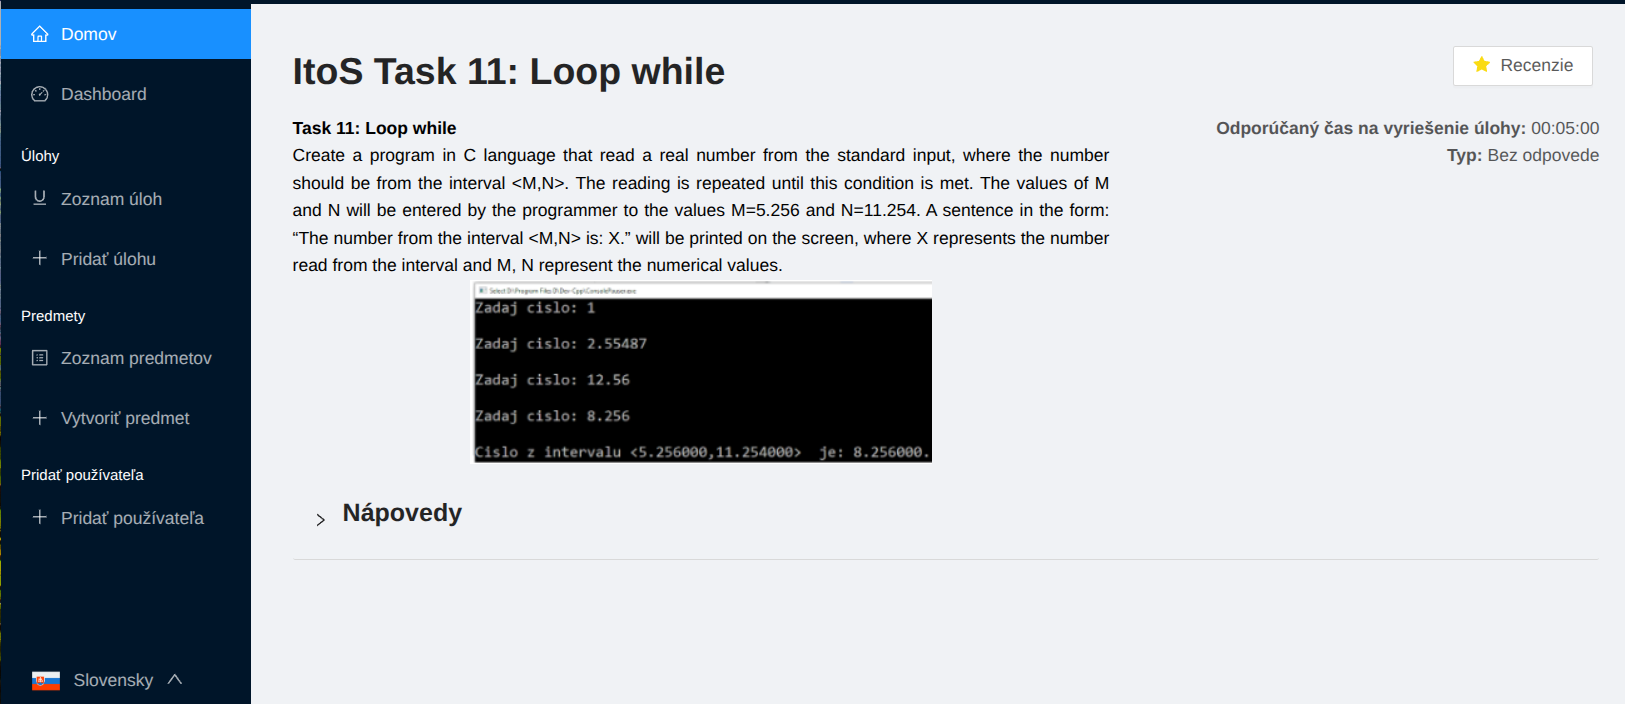 Domov
Dashboard
Úlohy
Zoznam úloh
Pridať úlohu
Predmety
Zoznam predmetov
Vytvoriť predmet
Pridať používateľa
Pridať používateľa
Slovensky
ItoS Task 11: Loop while
Recenzie
Task 11: Loop while
Odporúčaný čas na vyriešenie úlohy: 00:05:00
Typ: Bez odpovede
Create a program in C language that read a real number from the standard input, where the number
should be from the interval <M,N>. The reading is repeated until this condition is met. The values of M
and N will be entered by the programmer to the values M=5.256 and N=11.254. A sentence in the form:
“The number from the interval <M,N> is: X.” will be printed on the screen, where X represents the number
read from the interval and M, N represent the numerical values.
Select D:\Program Files D\Dev-Cpp\ConsolePauser.exe
Zadaj cislo: 1
Zadaj cislo: 2.55487
Zadaj cislo: 12.56
Zadaj cislo: 8.256
Cislo z intervalu <5.256000,11.254000>  je: 8.256000.
Nápovedy